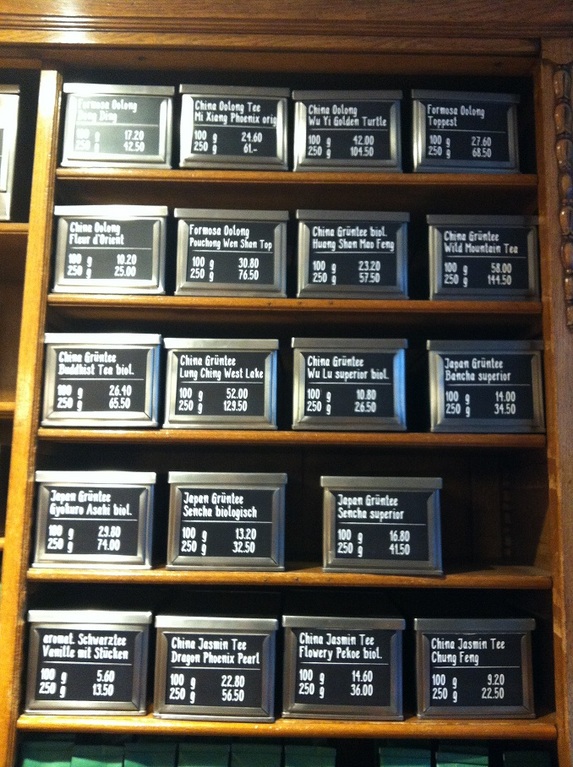 Formosa Oolong
Dung Ding
100 g 17.20
250 g 42.50
China Oolong Tee
Mi Xiang Phoenix orig
100 g 24.60
250 g 61.-
China Oolong
Wu Yi Golden Turtle
100 g 42.00
250 g 104.50
Formosa Oolong
Toppest
100 g 27.60
250 g 68.50
China Oolong
Fleur d'Orient
100 g 10.20
250 g 25.00
Formosa Oolong
Pouchong Wen Shan Top
100 g 30.80
250 g 76.50
China Grüntee biol.
Huang Shan Mao Feng
100 g 23.20
250 g 57.50
China Grüntee
Wild Mountain Tea
100 g 58.00
250 g 144.50
China Grüntee
Buddhist Tea biol.
100 g 26.40
250 g 65.50
China Grüntee
Lung Ching West Lake
100 g 52.00
250 g 129.50
China Grüntee
Wu Lu superior biol.
100 g 10.80
250 g 26.50
Japan Grüntee
Bancha superior
100 g 14.00
250 g 34.50
Japan Grüntee
Gyokuro Asahi biol.
100 g 29.80
250 g 74.00
Japan Grüntee
Sencha biologisch
100 g 13.20
250 g 32.50
Japan Grüntee
Sencha superior
100 g 16.80
250 g 41.50
aromat. Schwarztee
Vanille mit Stücken
100 g 5.60
250 g 13.50
China Jasmin Tee
Dragon Phoenix Pearl
100 g 22.80
250 g 56.50
China Jasmin Tee
Flowery Pekoe biol.
100 g 14.60
250 g 36.00
China Jasmin Tee
Chung Feng
100 g 9.20
250 g 22.50